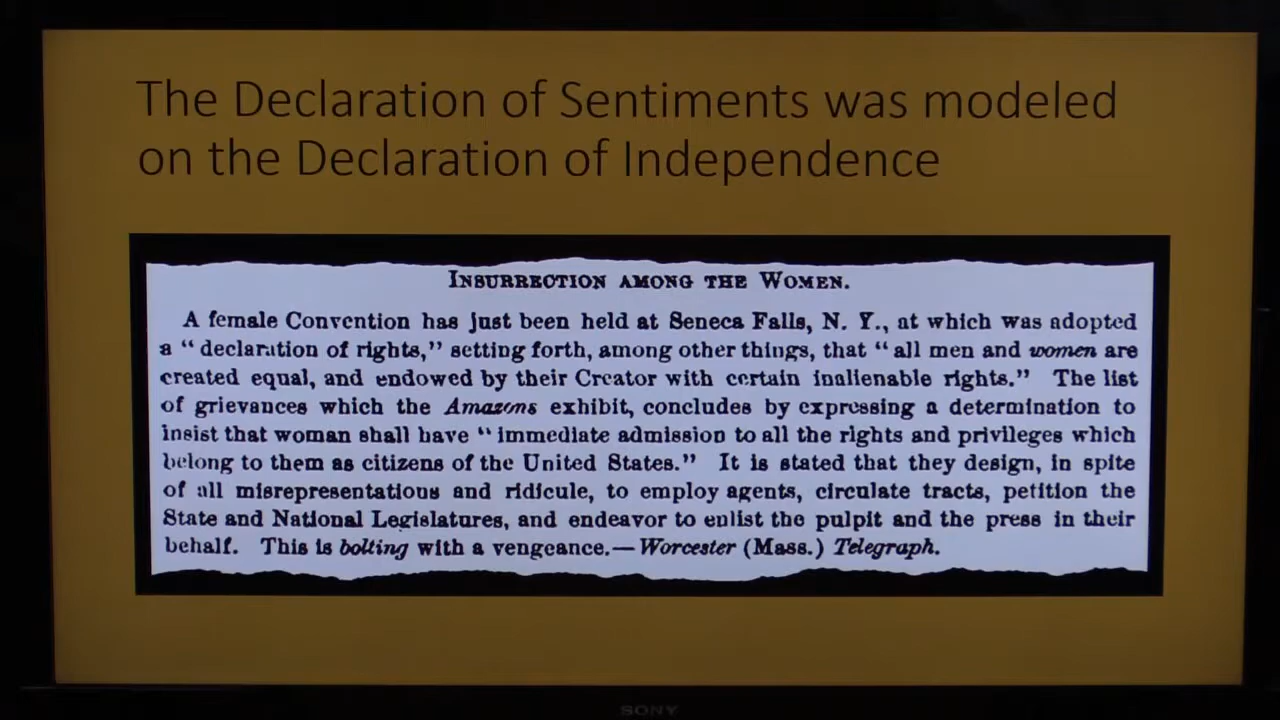 The Declaration of Sentiments was modeled
on the Declaration of Independence
INSURRECTION AMONG THE WOMEN.
A female Convention has just been held at Seneca Falls, N. Y., at which was adopted
a “ declaration of rights,” setting forth, among other things, that “ all men and women are
created equal, and endowed by their Creator with certain inalienable rights.” The list
of grievances which the Amazons exhibit, concludes by expressing a determination to
insist that woman shall have “ immediate admission to all the rights and privileges which
belong to them as citizens of the United States.” It is stated that they design, in spite
of all misrepresentations and ridicule, to employ agents, circulate tracts, petition the
State and National Legislatures, and endeavor to enlist the pulpit and the press in their
behalf. This is bolting with a vengeance.—Worcester (Mass.) Telegraph.
SONY